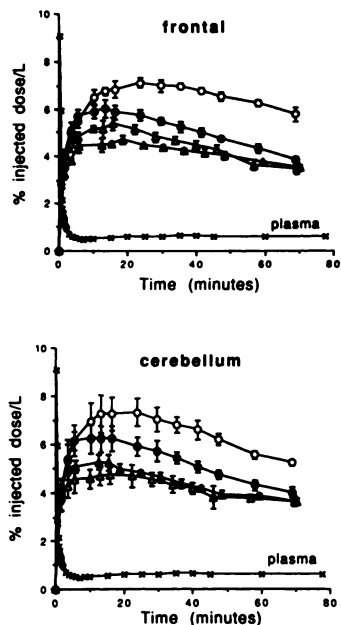 frontal
10
8
6
4
2
0
% injected dose/L
plasma
0 20 40 60 80
Time (minutes)
cerebellum
10
8
6
4
2
0
% injected dose/L
plasma
0 20 40 60 80
Time (minutes)